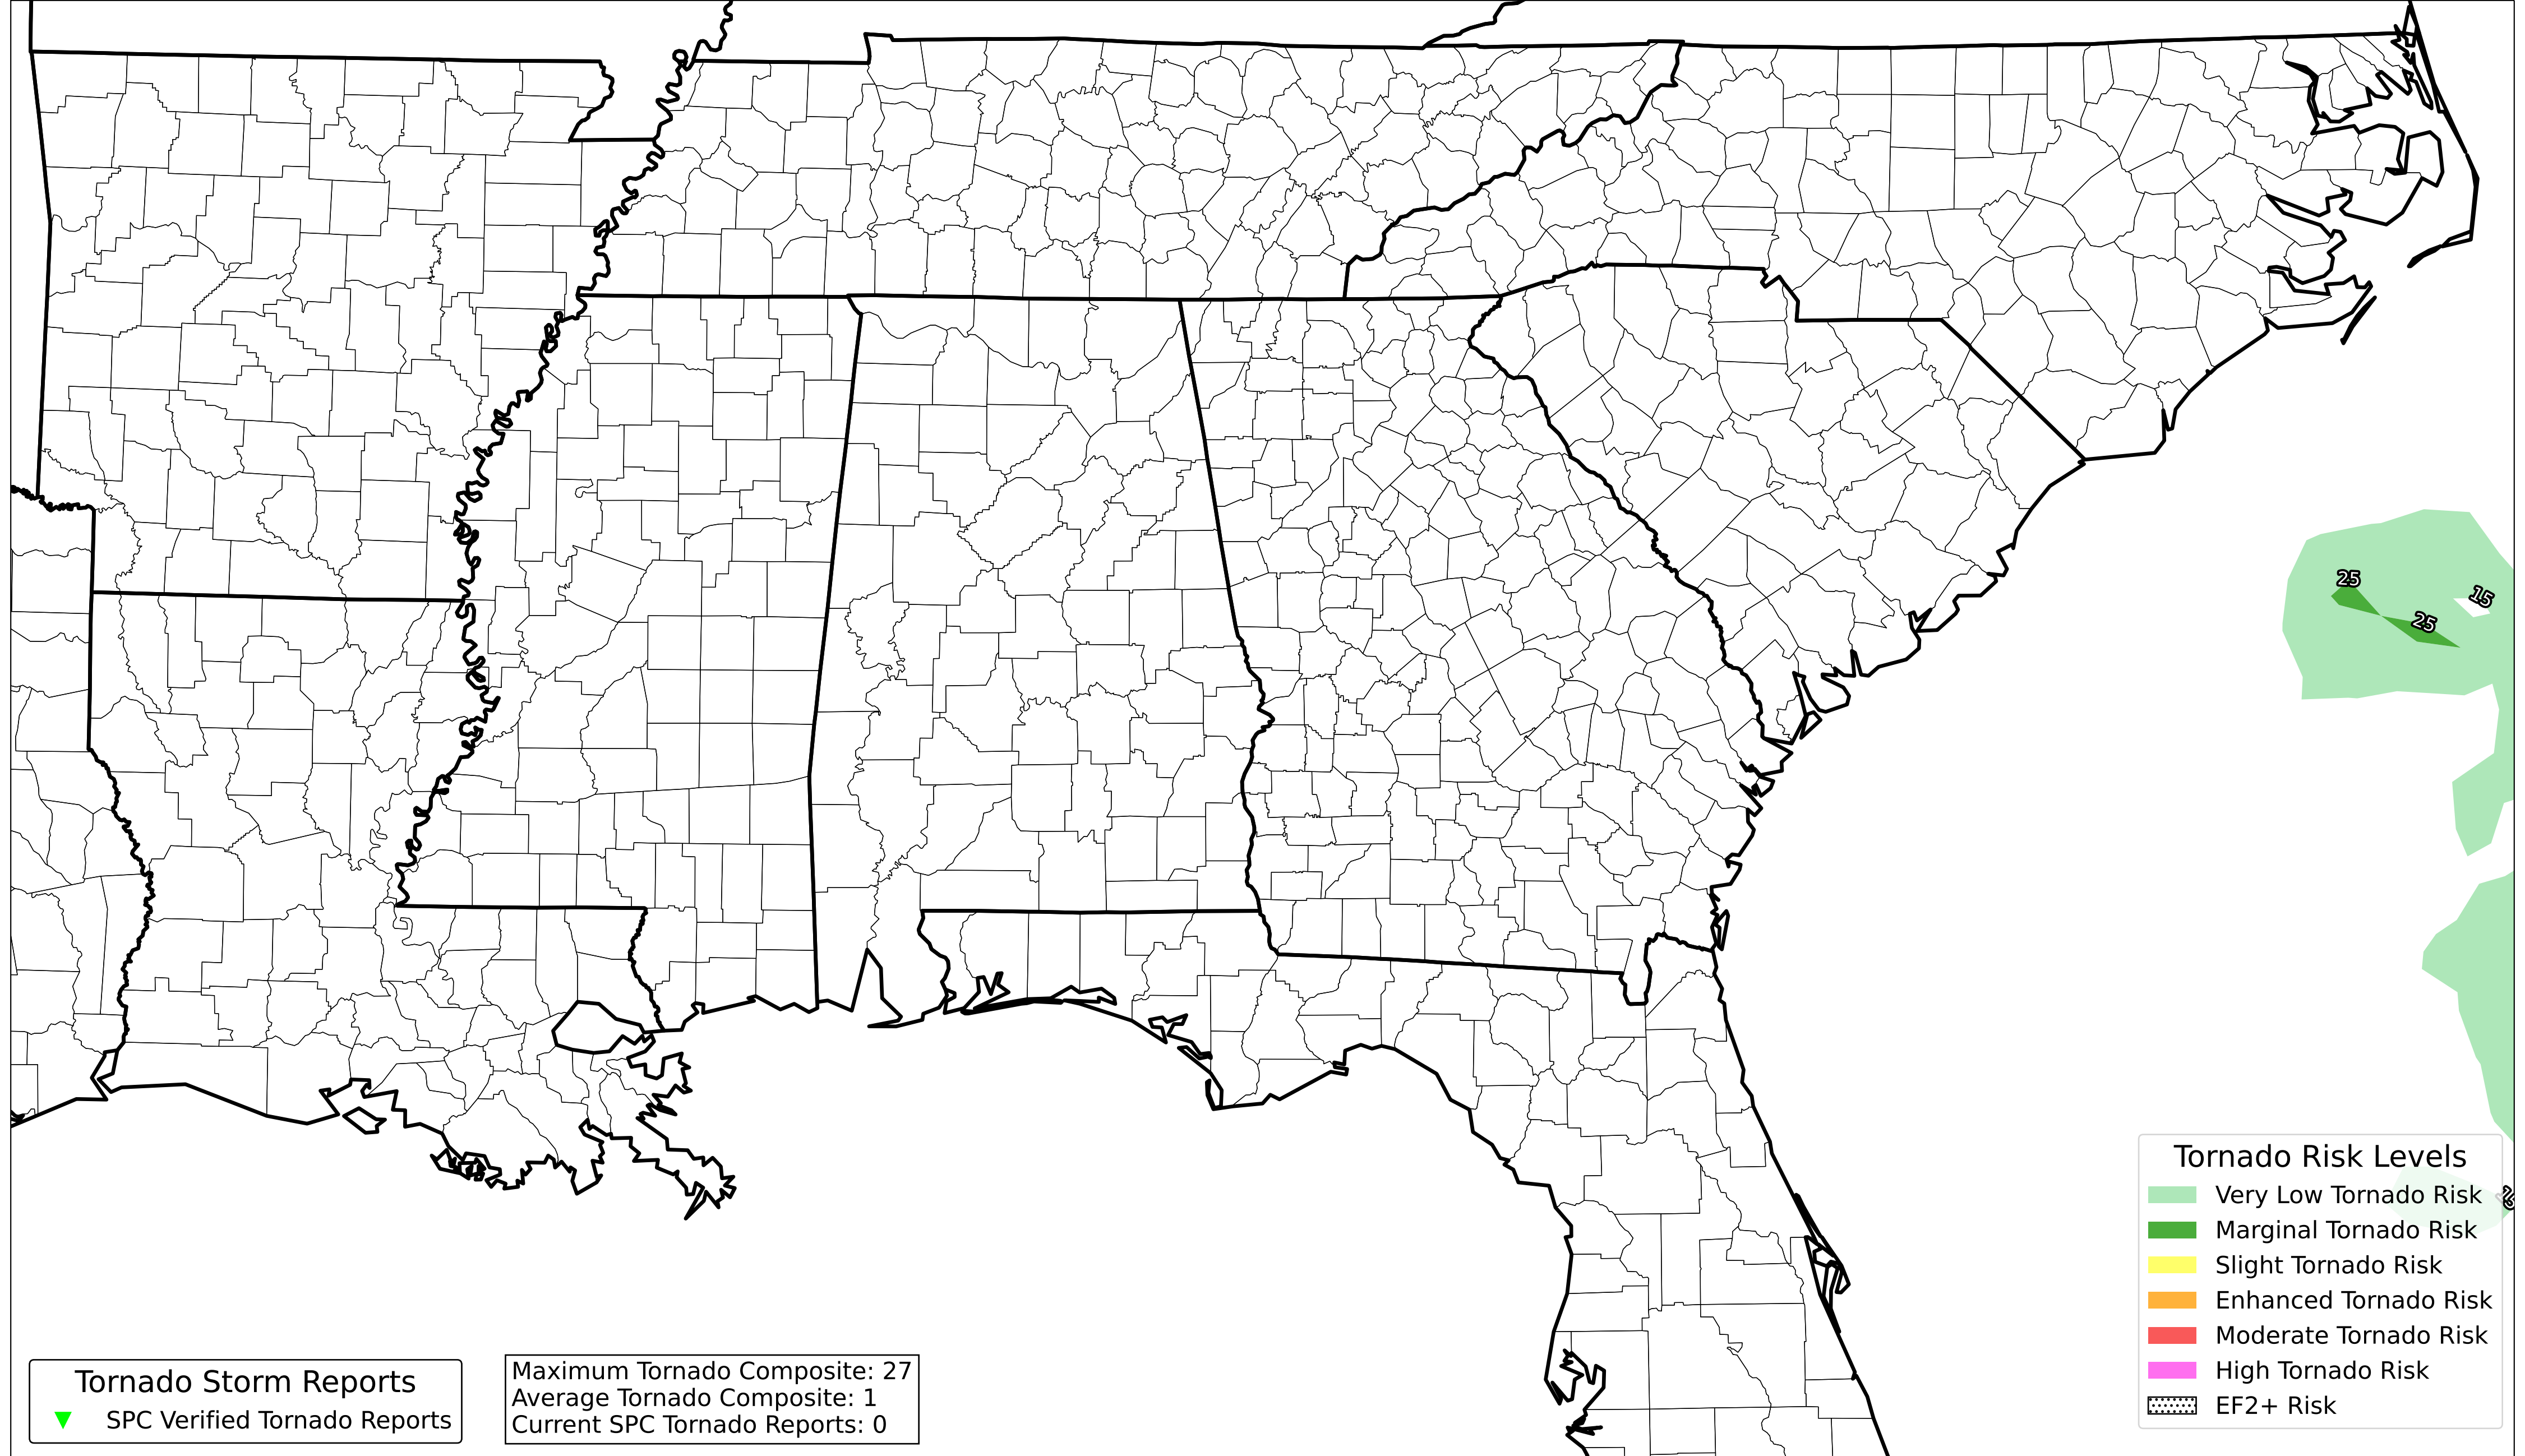 25
15
25
Tornado Risk Levels
Very Low Tornado Risk
Marginal Tornado Risk
Slight Tornado Risk
Enhanced Tornado Risk
Moderate Tornado Risk
High Tornado Risk
EF2+ Risk
Tornado Storm Reports
SPC Verified Tornado Reports
Maximum Tornado Composite: 27
Average Tornado Composite: 1
Current SPC Tornado Reports: 0